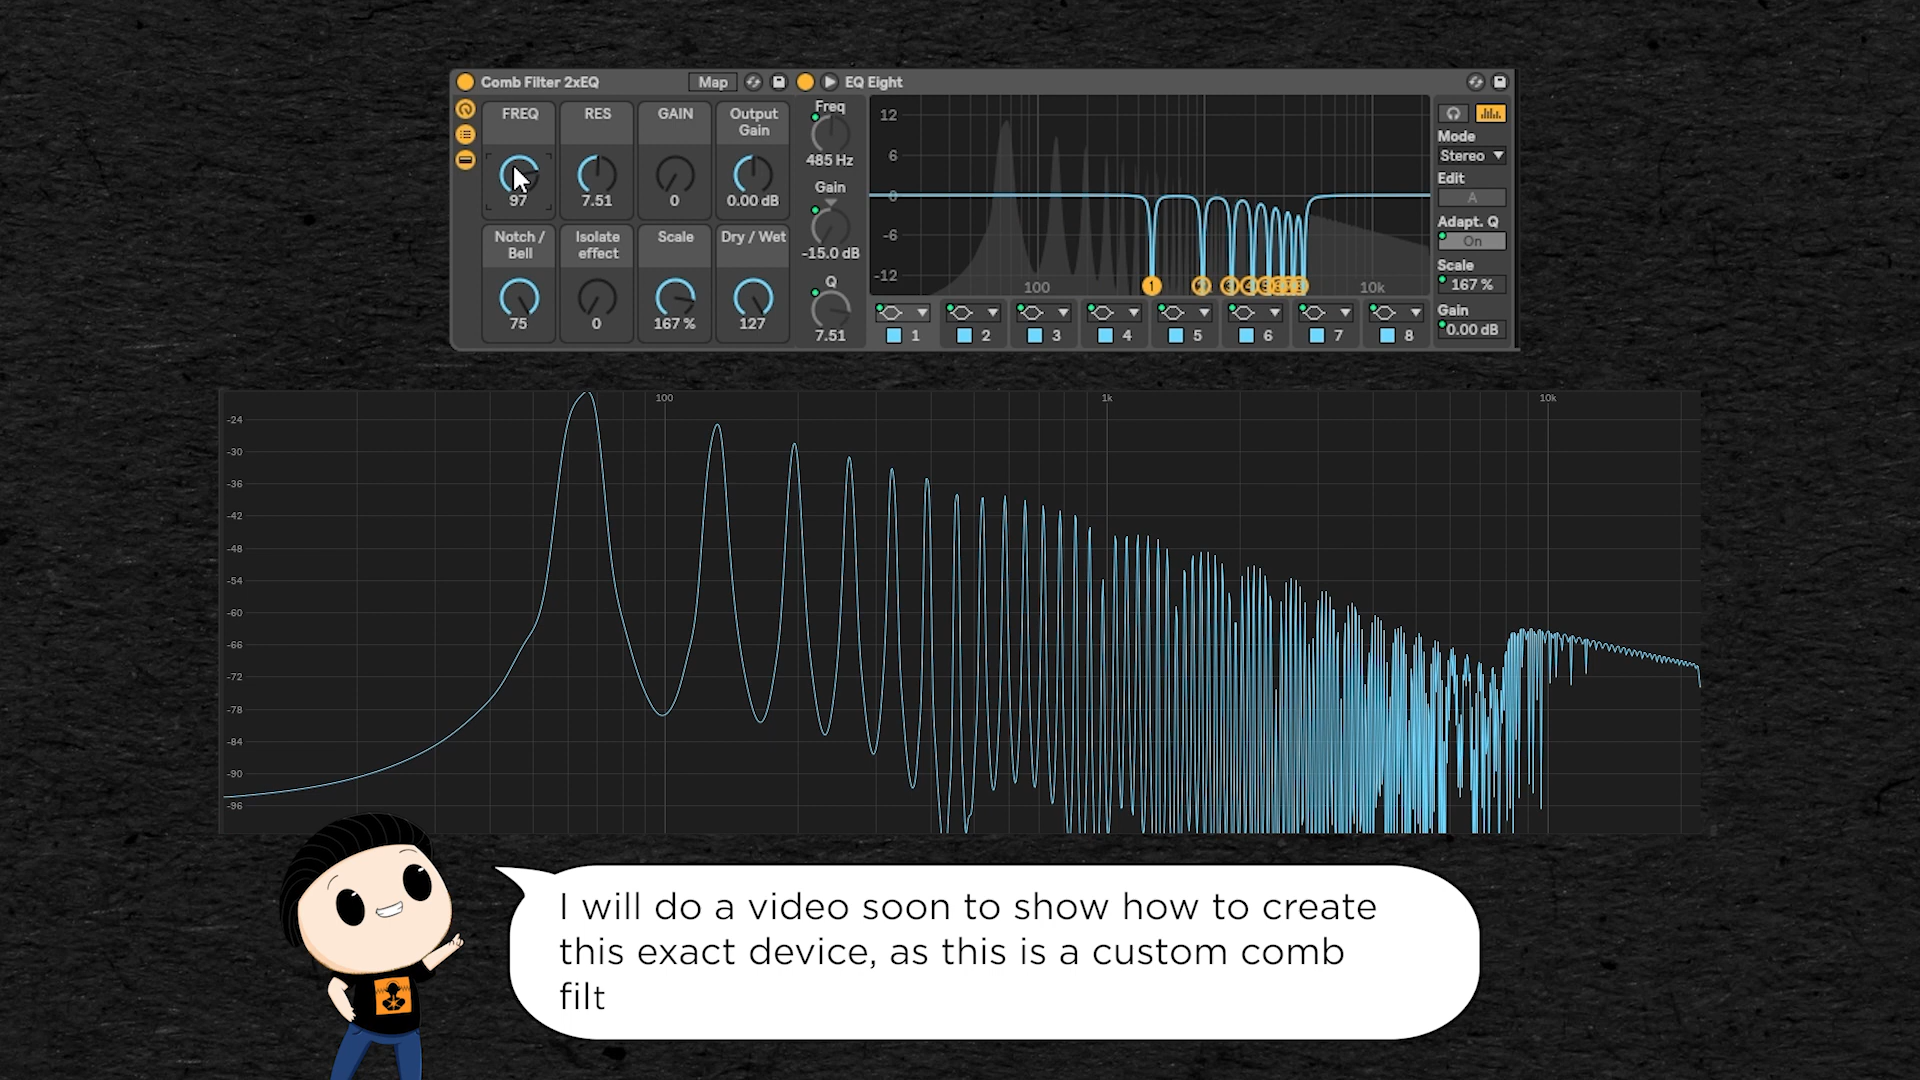 Comb Filter 2xEQ
Map
EQ Eight
FREQ
RES
GAIN
Output Gain
97
7.51
0
0.00 dB
Notch / Bell
Isolate effect
Scale
Dry / Wet
75
0
167 %
127
Freq
485 Hz
Gain
-15.0 dB
Q
7.51
12
6
0
-6
-12
100
10k
1
2
3
4
1
2
3
4
5
6
7
8
Mode
Stereo
Edit
A
Adapt. Q
On
Scale
167 %
Gain
0.00 dB
100
1k
10k
-24
-30
-36
-42
-48
-54
-60
-66
-72
-78
-84
-90
-96
I will do a video soon to show how to create
this exact device, as this is a custom comb
filt